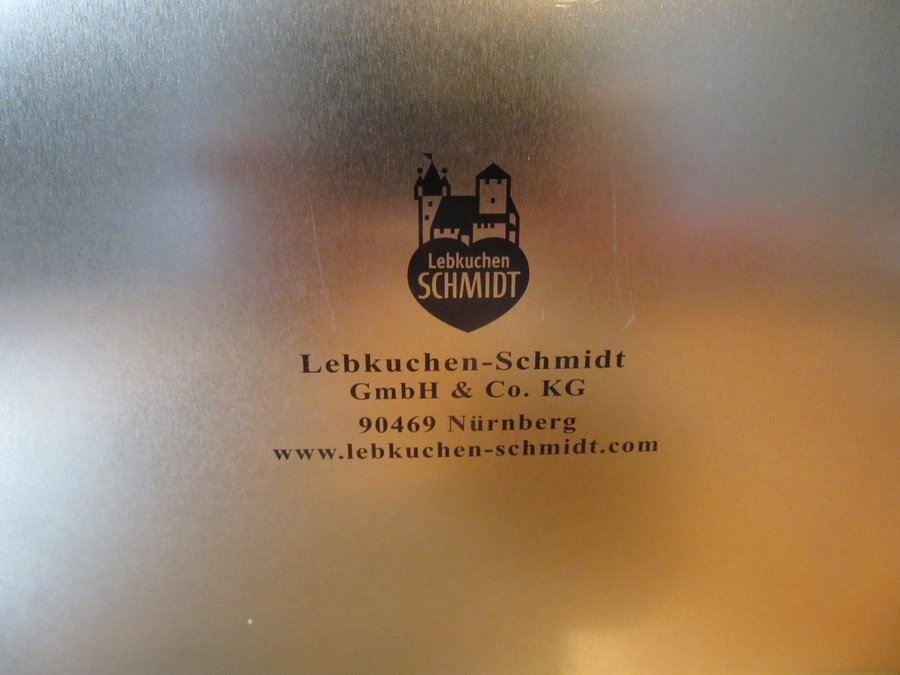 Lebkuchen
SCHMIDT
Lebkuchen-Schmidt
GmbH & Co. KG
90469 Nürnberg
www.lebkuchen-schmidt.com